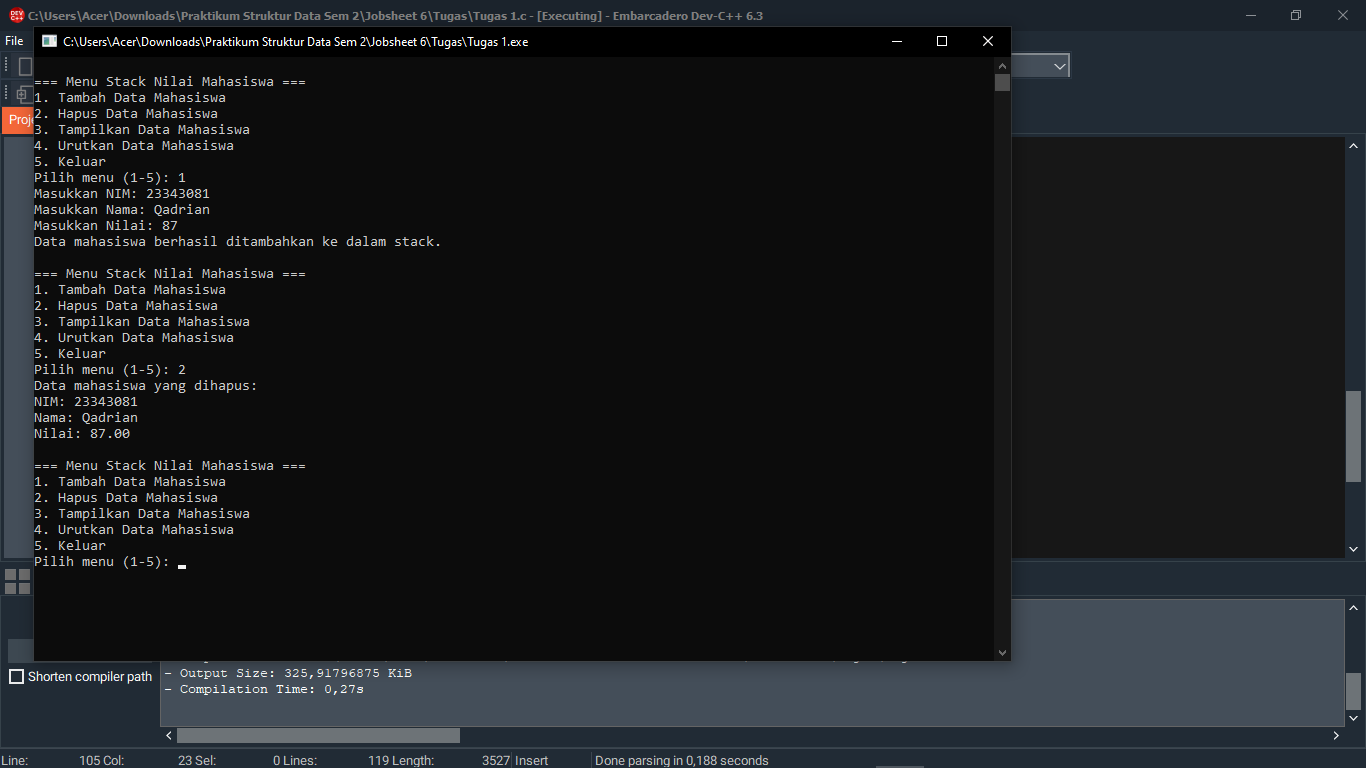 C:\Users\Acer\Downloads\Praktikum Struktur Data Sem 2\Jobsheet 6\Tugas\Tugas 1.c - [Executing] - Embarcadero Dev-C++ 6.3
File
C:\Users\Acer\Downloads\Praktikum Struktur Data Sem 2\Jobsheet 6\Tugas\Tugas 1.exe
=== Menu Stack Nilai Mahasiswa ===
1. Tambah Data Mahasiswa
2. Hapus Data Mahasiswa
3. Tampilkan Data Mahasiswa
4. Urutkan Data Mahasiswa
5. Keluar
Pilih menu (1-5): 1
Masukkan NIM: 23343081
Masukkan Nama: Qadrian
Masukkan Nilai: 87
Data mahasiswa berhasil ditambahkan ke dalam stack.
=== Menu Stack Nilai Mahasiswa ===
1. Tambah Data Mahasiswa
2. Hapus Data Mahasiswa
3. Tampilkan Data Mahasiswa
4. Urutkan Data Mahasiswa
5. Keluar
Pilih menu (1-5): 2
Data mahasiswa yang dihapus:
NIM: 23343081
Nama: Qadrian
Nilai: 87.00
=== Menu Stack Nilai Mahasiswa ===
1. Tambah Data Mahasiswa
2. Hapus Data Mahasiswa
3. Tampilkan Data Mahasiswa
4. Urutkan Data Mahasiswa
5. Keluar
Pilih menu (1-5):
Shorten compiler path
- Output Size: 325,91796875 KiB
- Compilation Time: 0,27s
Line: 105 Col: 23 Sel: 0 Lines: 119 Length: 3527 Insert Done parsing in 0,188 seconds